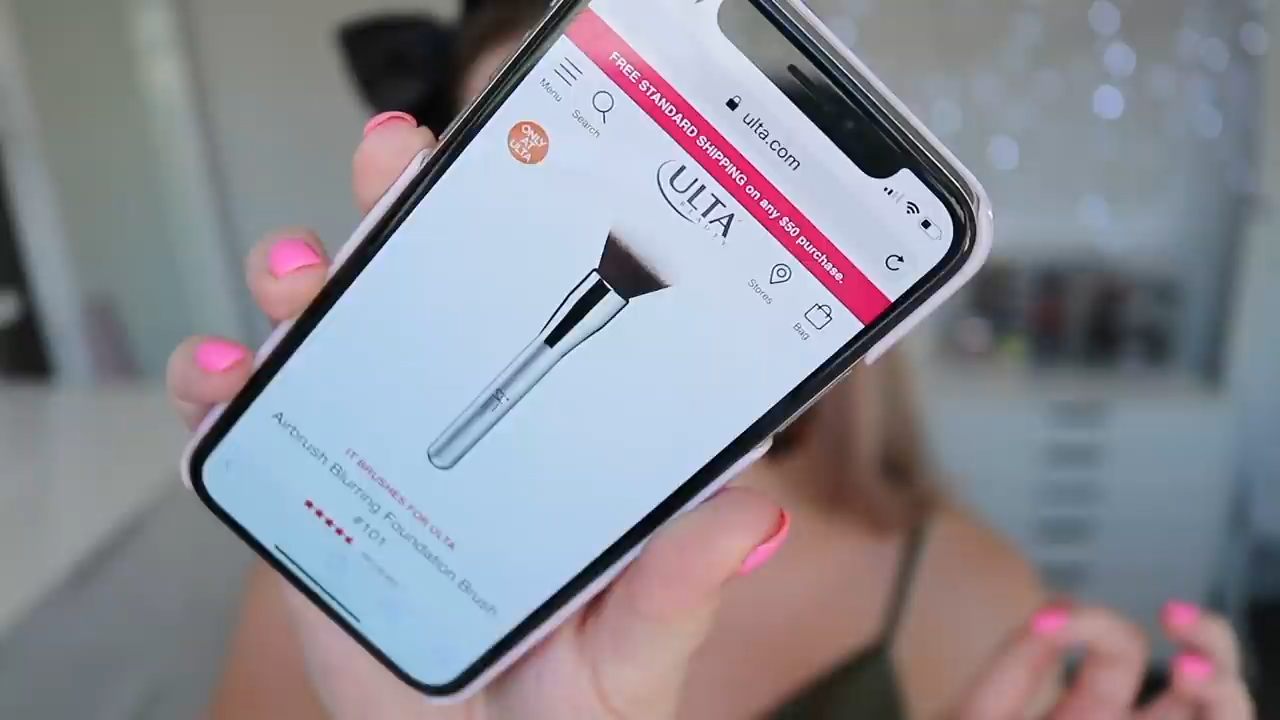 ulta.com
FREE STANDARD SHIPPING on any $50 purchase.
Menu
Search
ULTA
BEAUTY
Stores
Bag
ONLY
AT
ULTA
IT BRUSHES FOR ULTA
Airbrush Blurring Foundation Brush
#101